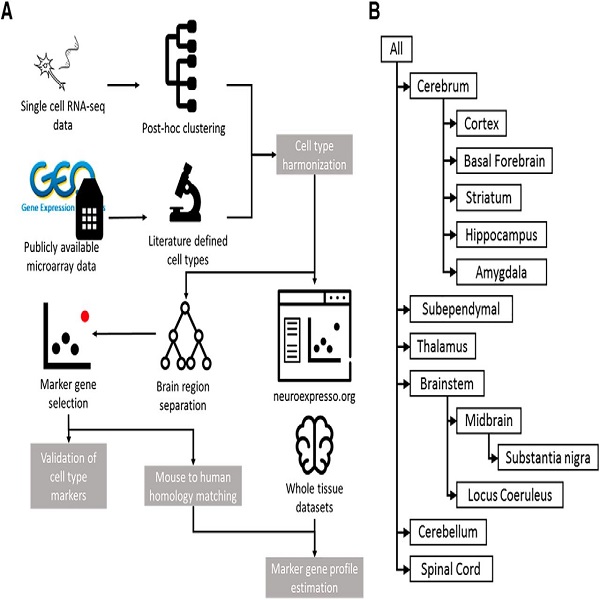 A
Single cell RNA-seq
data
Post-hoc clustering
Cell type
harmonization
GEO
Gene Expression
Publicly available
microarray data
Literature defined
cell types
Marker gene
selection
Brain region
separation
neuroexpresso.org
Validation of
cell type
markers
Mouse to human
homology matching
Whole tissue
datasets
Marker gene profile
estimation
B
All
Cerebrum
Cortex
Basal Forebrain
Striatum
Hippocampus
Amygdala
Subependymal
Thalamus
Brainstem
Midbrain
Substantia nigra
Locus Coeruleus
Cerebellum
Spinal Cord